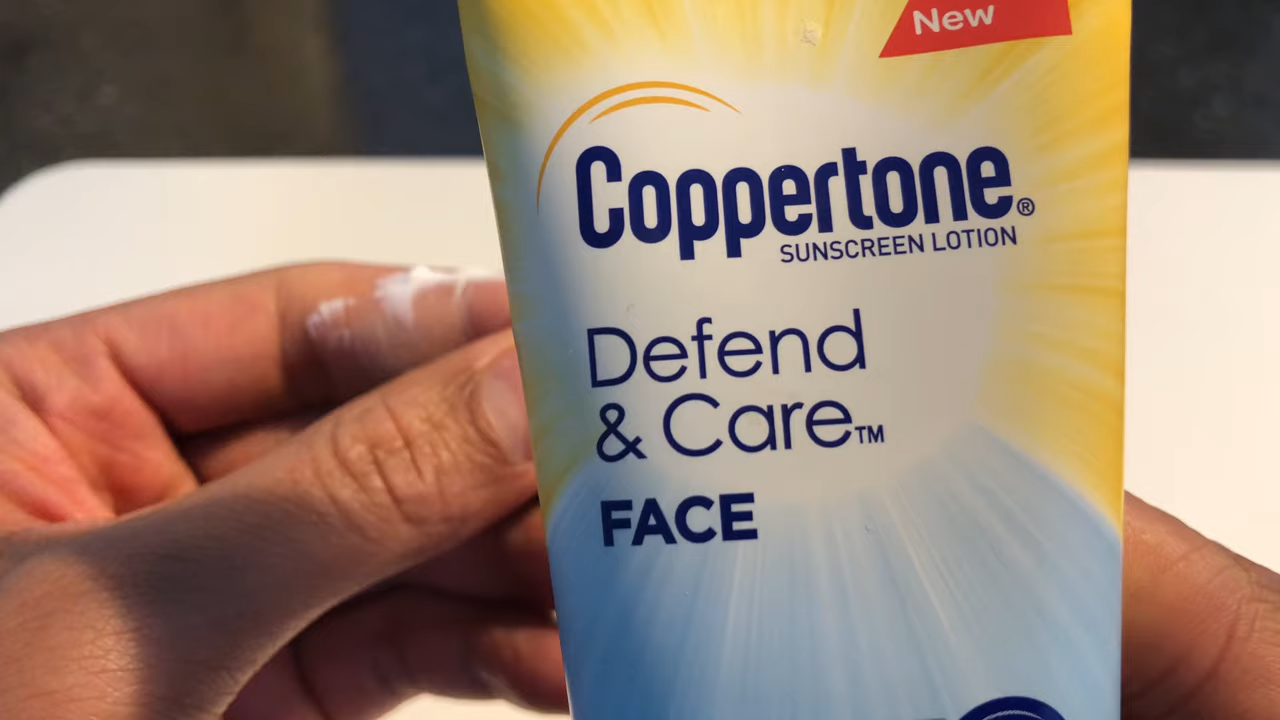 New
Coppertone®
SUNSCREEN LOTION
Defend
& Care™
FACE